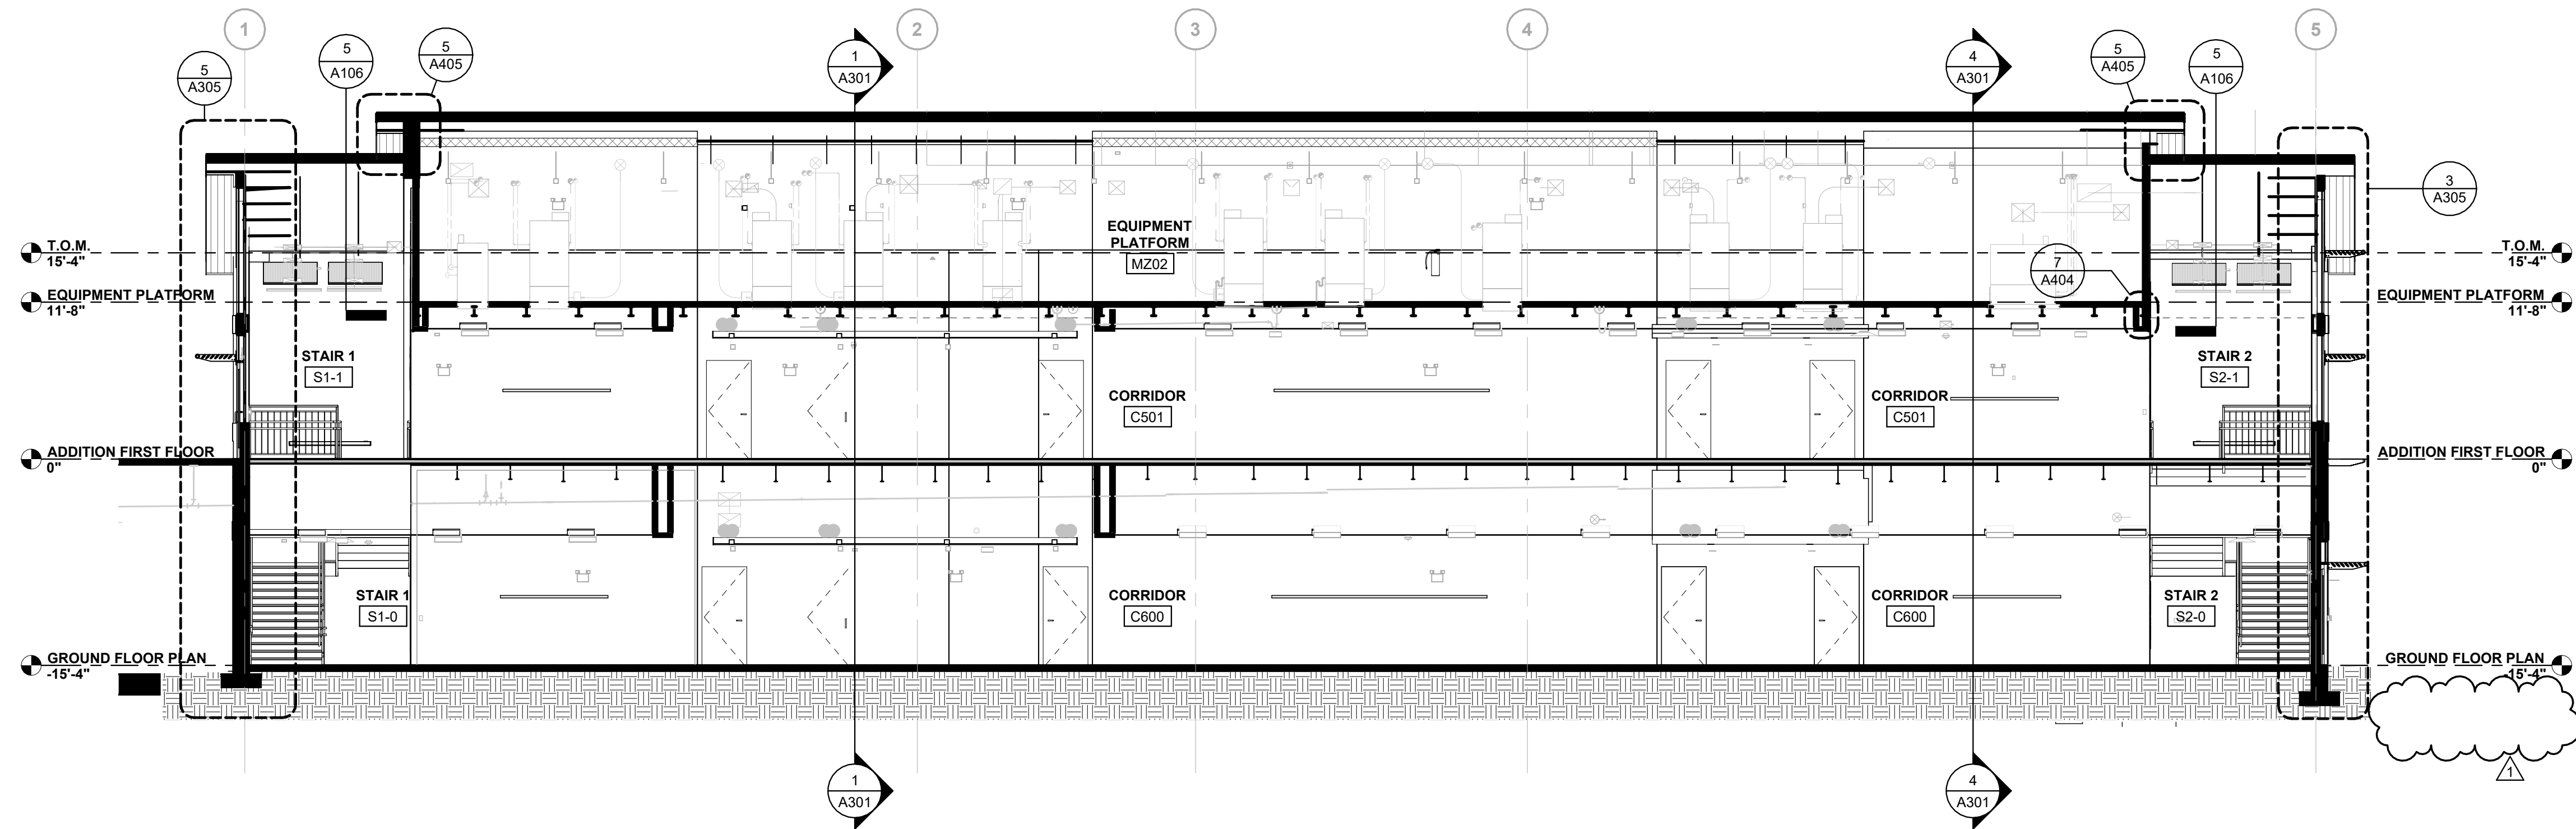 1
2
3
4
5
5
A305
5
A106
5
A405
1
A301
4
A301
5
A405
5
A106
3
A305
EQUIPMENT
PLATFORM
MZ02
T.O.M.
15'-4"
T.O.M.
15'-4"
7
A404
EQUIPMENT PLATFORM
11'-8"
EQUIPMENT PLATFORM
11'-8"
STAIR 1
S1-1
STAIR 2
S2-1
CORRIDOR
C501
CORRIDOR
C501
ADDITION FIRST FLOOR
0"
ADDITION FIRST FLOOR
0"
STAIR 1
S1-0
CORRIDOR
C600
CORRIDOR
C600
STAIR 2
S2-0
GROUND FLOOR PLAN
-15'-4"
GROUND FLOOR PLAN
-15'-4"
1
A301
4
A301
1